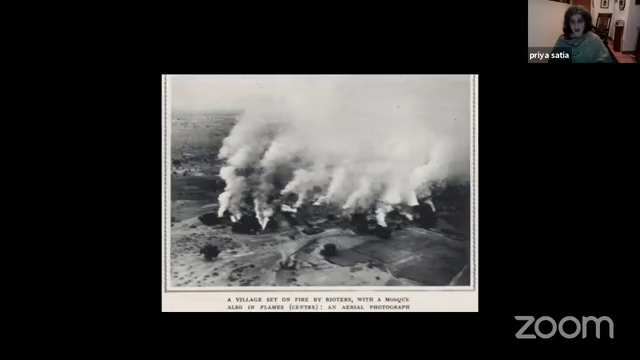 priya satia
A VILLAGE SET ON FIRE BY RIOTERS, WITH A MOSQUE
ALSO IN FLAMES (CENTRE): AN AERIAL PHOTOGRAPH
zoom